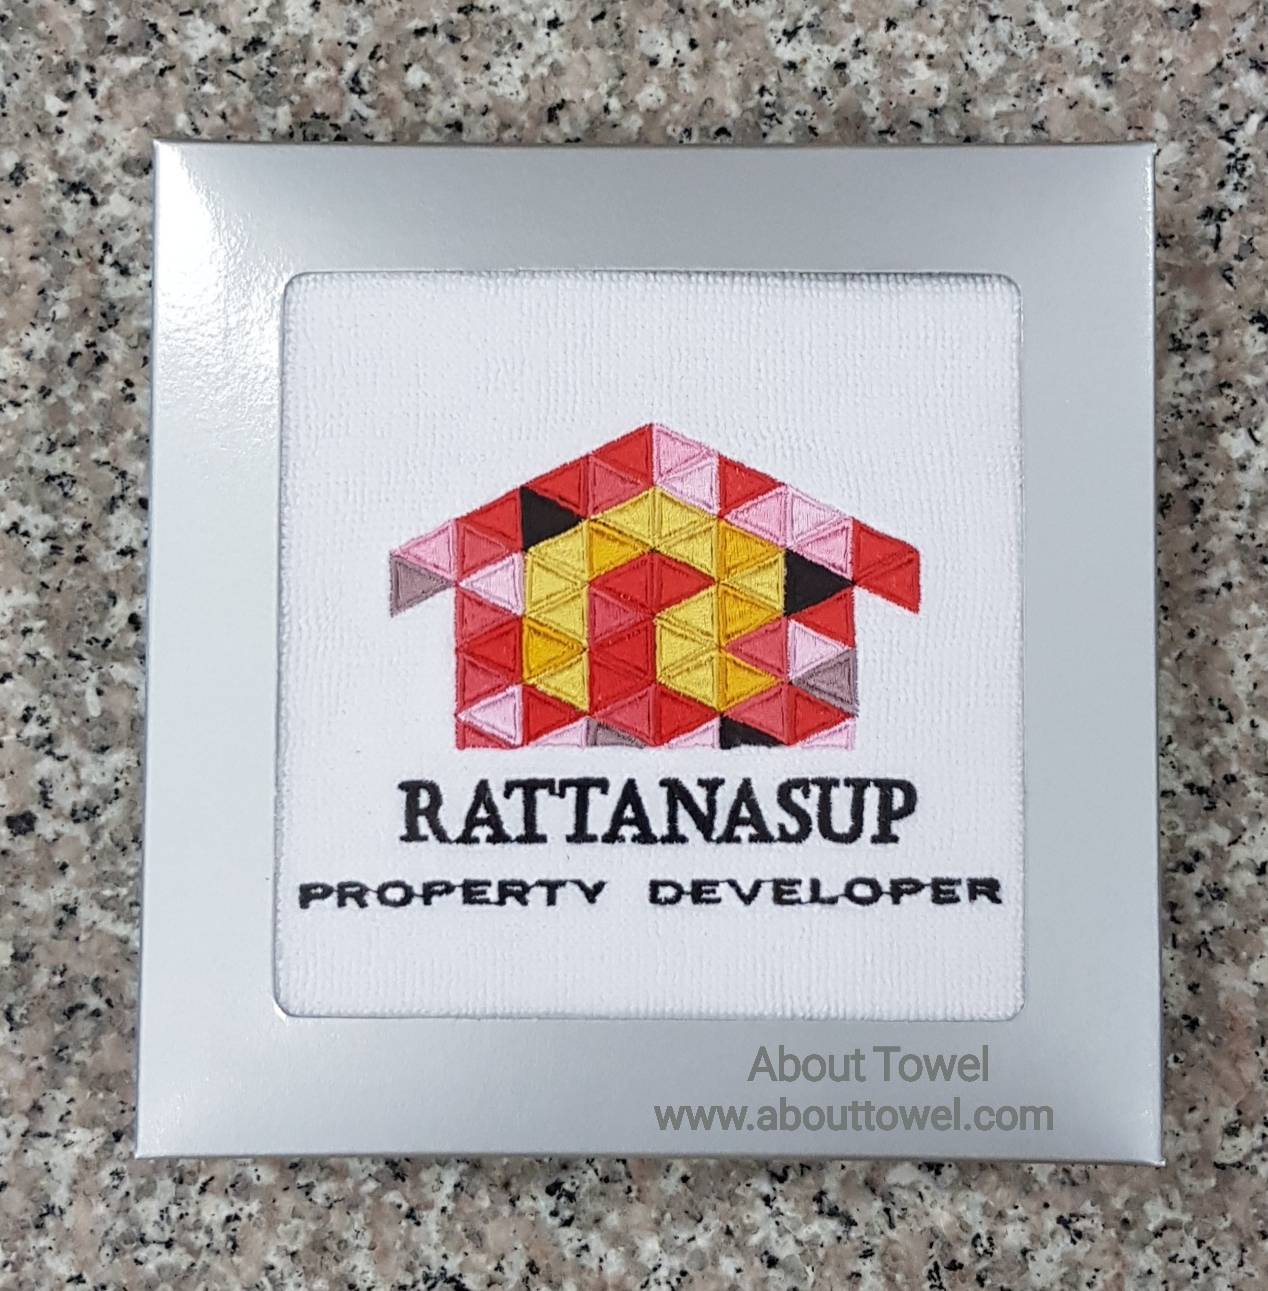 RATTANASUP
PROPERTY DEVELOPER
About Towel
www.abouttowel.com